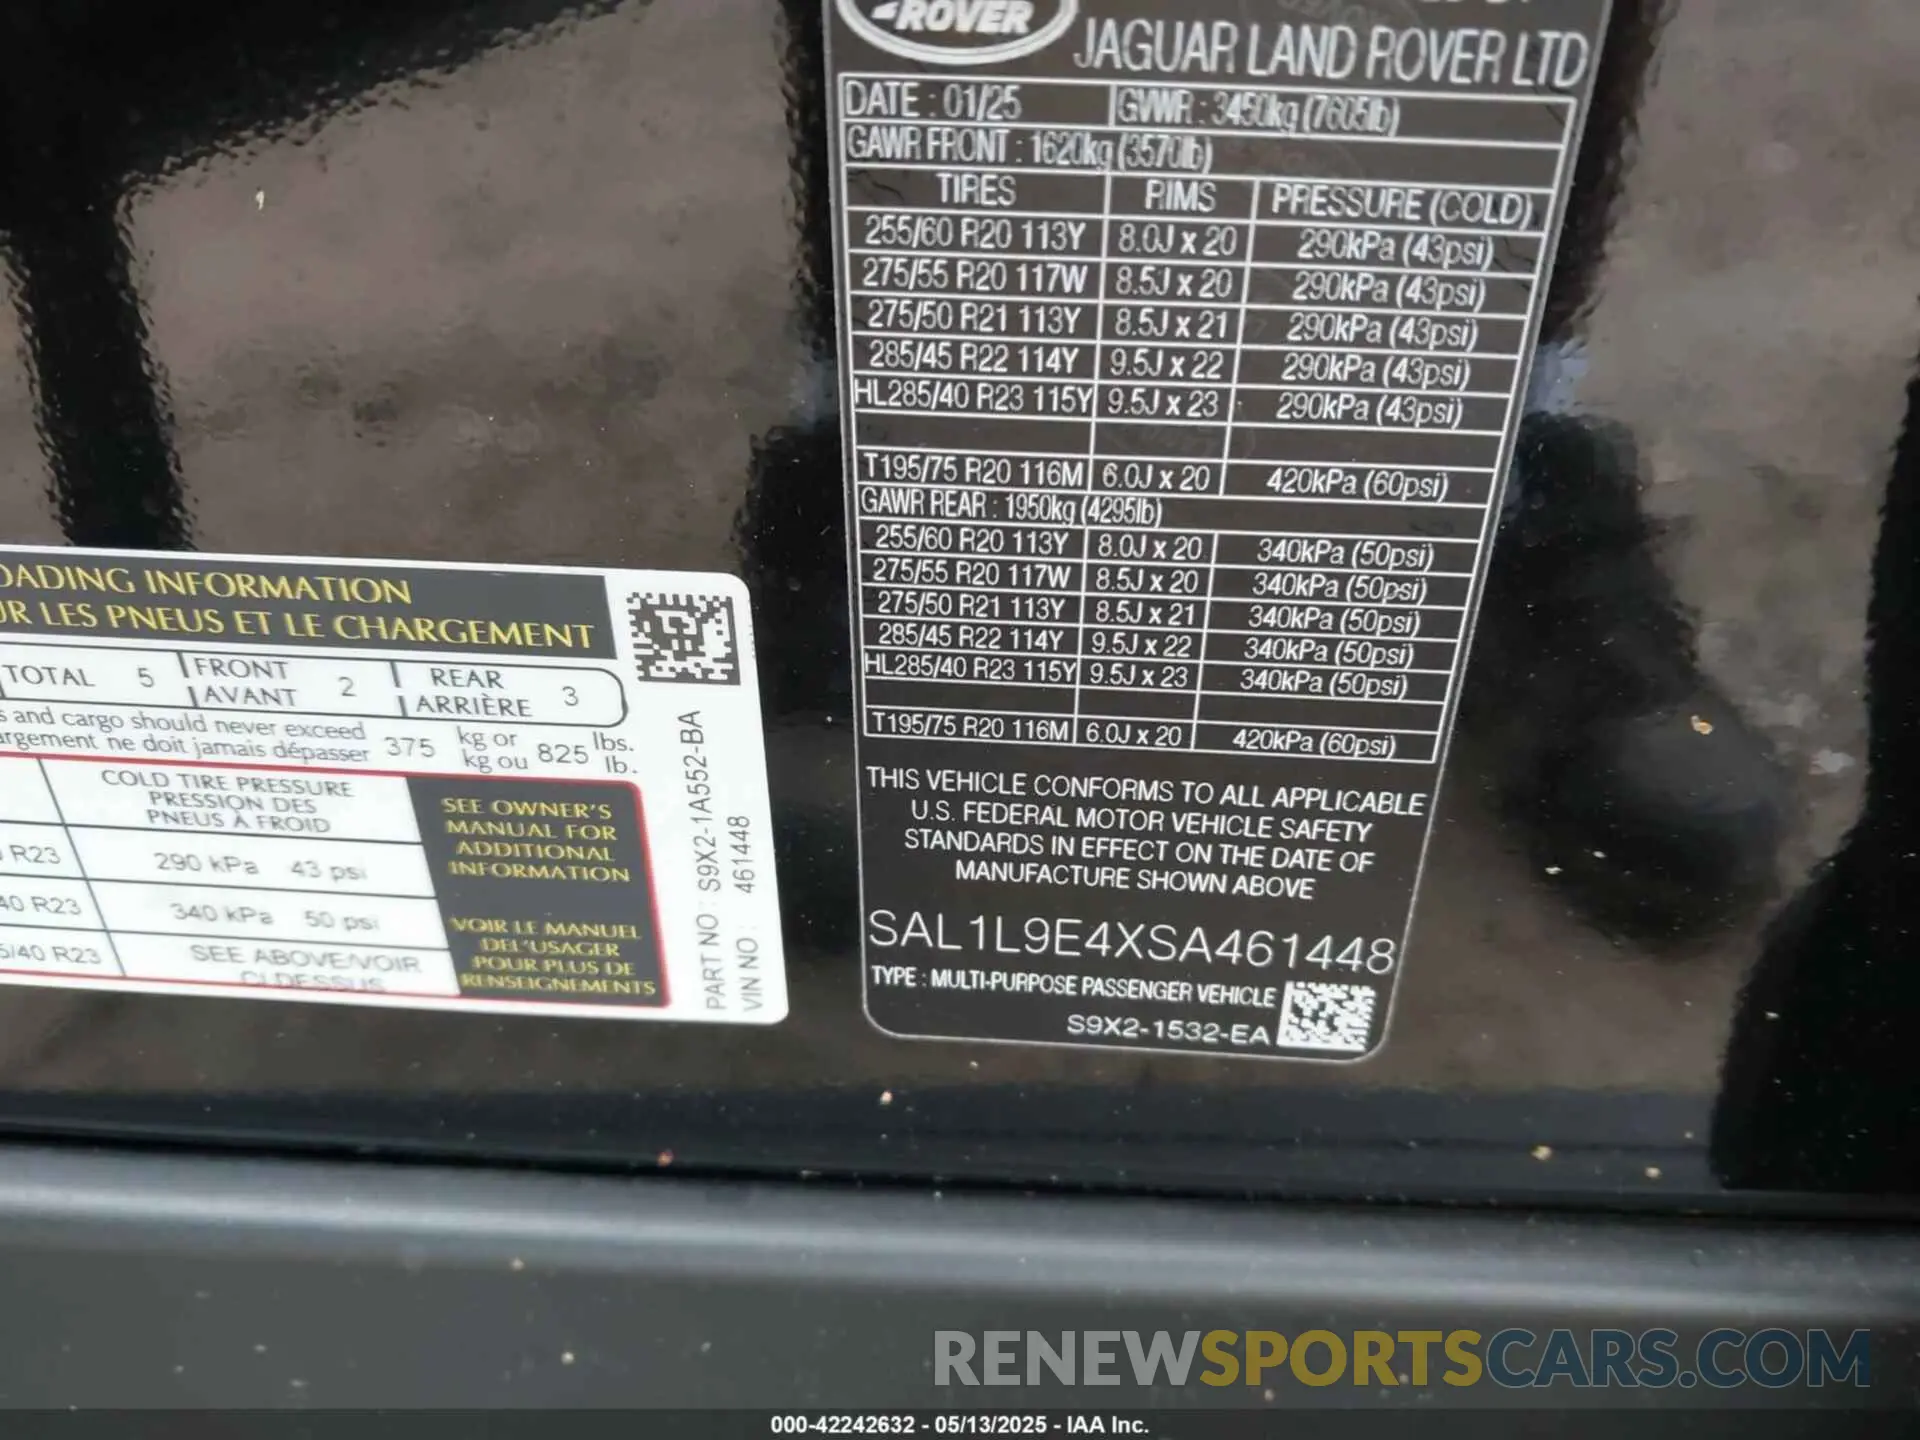 ROVER
JAGUAR LAND ROVER LTD
DATE : 01/25 GVWR : 3450kg (7605lb)
GAWR FRONT : 1620kg (3570lb)
TIRES RIMS PRESSURE (COLD)
255/60 R20 113Y 8.0J x 20 290kPa (43psi)
275/55 R20 117W 8.5J x 20 290kPa (43psi)
275/50 R21 113Y 8.5J x 21 290kPa (43psi)
285/45 R22 114Y 9.5J x 22 290kPa (43psi)
HL285/40 R23 115Y 9.5J x 23 290kPa (43psi)
T195/75 R20 116M 6.0J x 20 420kPa (60psi)
GAWR REAR : 1950kg (4295lb)
255/60 R20 113Y 8.0J x 20 340kPa (50psi)
275/55 R20 117W 8.5J x 20 340kPa (50psi)
275/50 R21 113Y 8.5J x 21 340kPa (50psi)
285/45 R22 114Y 9.5J x 22 340kPa (50psi)
HL285/40 R23 115Y 9.5J x 23 340kPa (50psi)
T195/75 R20 116M 6.0J x 20 420kPa (60psi)
THIS VEHICLE CONFORMS TO ALL APPLICABLE
U.S. FEDERAL MOTOR VEHICLE SAFETY
STANDARDS IN EFFECT ON THE DATE OF
MANUFACTURE SHOWN ABOVE
SAL1L9E4XSA461448
TYPE : MULTI-PURPOSE PASSENGER VEHICLE
S9X2-1532-EA
OADING INFORMATION
UR LES PNEUS ET LE CHARGEMENT
TOTAL 5 FRONT AVANT 2 REAR ARRIÈRE 3
s and cargo should never exceed
argement ne doit jamais dépasser 375 kg or kg ou 825 lbs. lb.
COLD TIRE PRESSURE
PRESSION DES
PNEUS À FROID
R23 290 kPa 43 psi
40 R23 340 kPa 50 psi
5/40 R23 SEE ABOVE/VOIR
CI-DESSUS
SEE OWNER'S
MANUAL FOR
ADDITIONAL
INFORMATION
VOIR LE MANUEL
DEL'USAGER
POUR PLUS DE
RENSEIGNEMENTS
PART NO : S9X2-1A552-BA
VIN NO : 461448
RENEWSPORTSCARS.COM
000-42242632 - 05/13/2025 - IAA Inc.